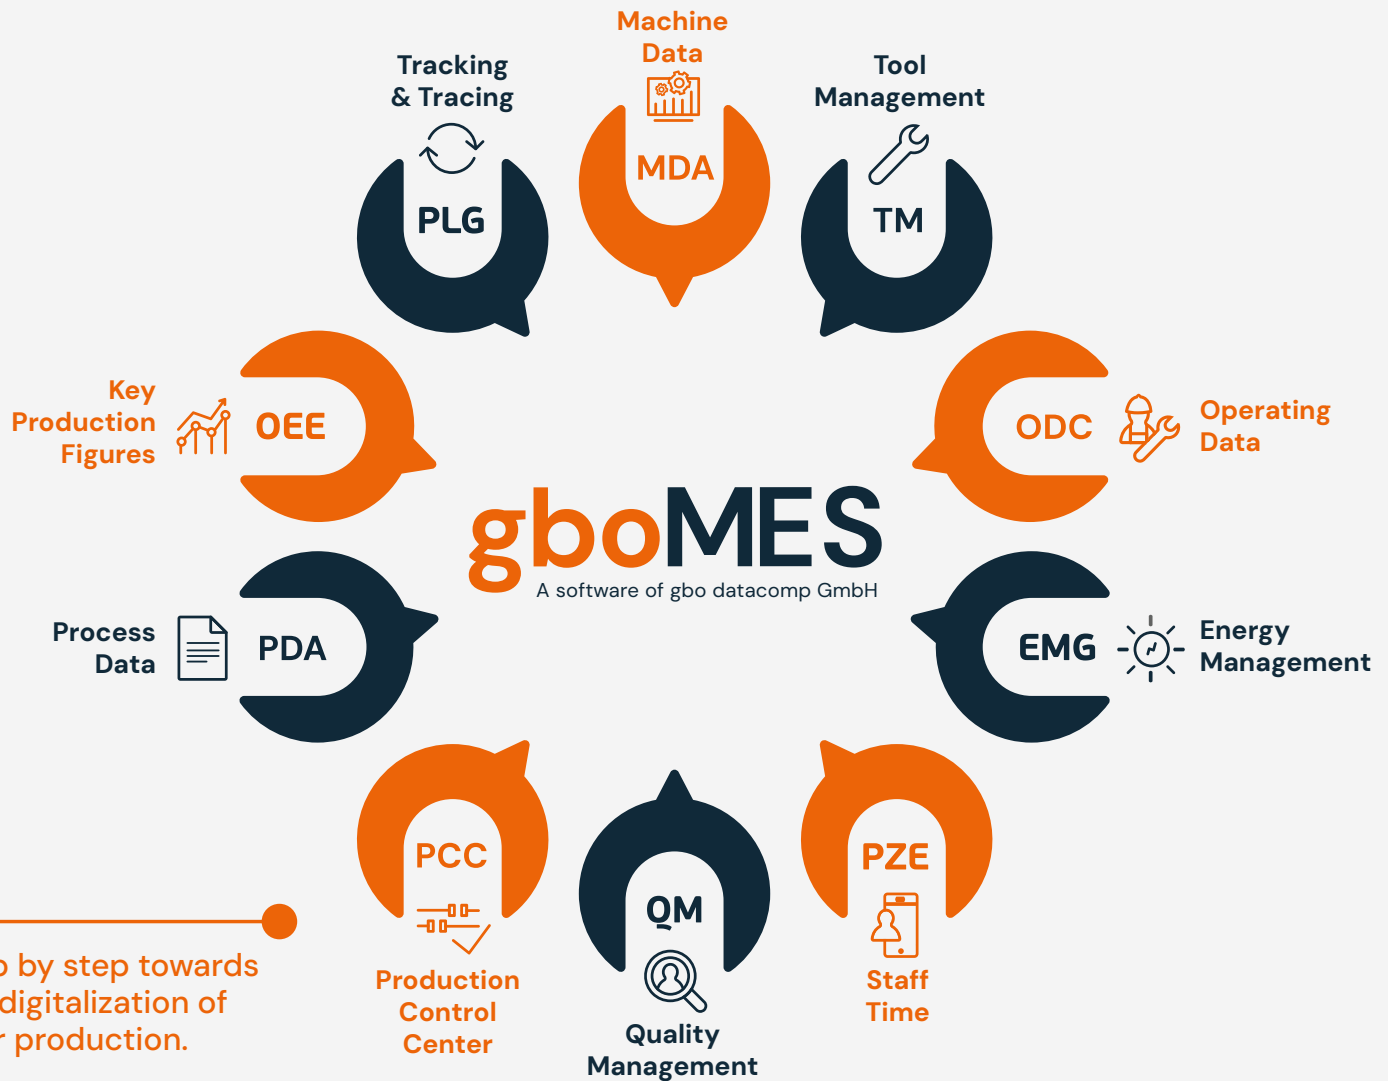 Machine
Data
MDA
Tracking
& Tracing
PLG
Tool
Management
TM
Key
Production
Figures
OEE
ODC
Operating
Data
gboMES
A software of gbo datacomp GmbH
Process
Data
PDA
EMG
Energy
Management
PCC
Production
Control
Center
QM
Quality
Management
PZE
Staff
Time
by step towards
digitalization of
production.